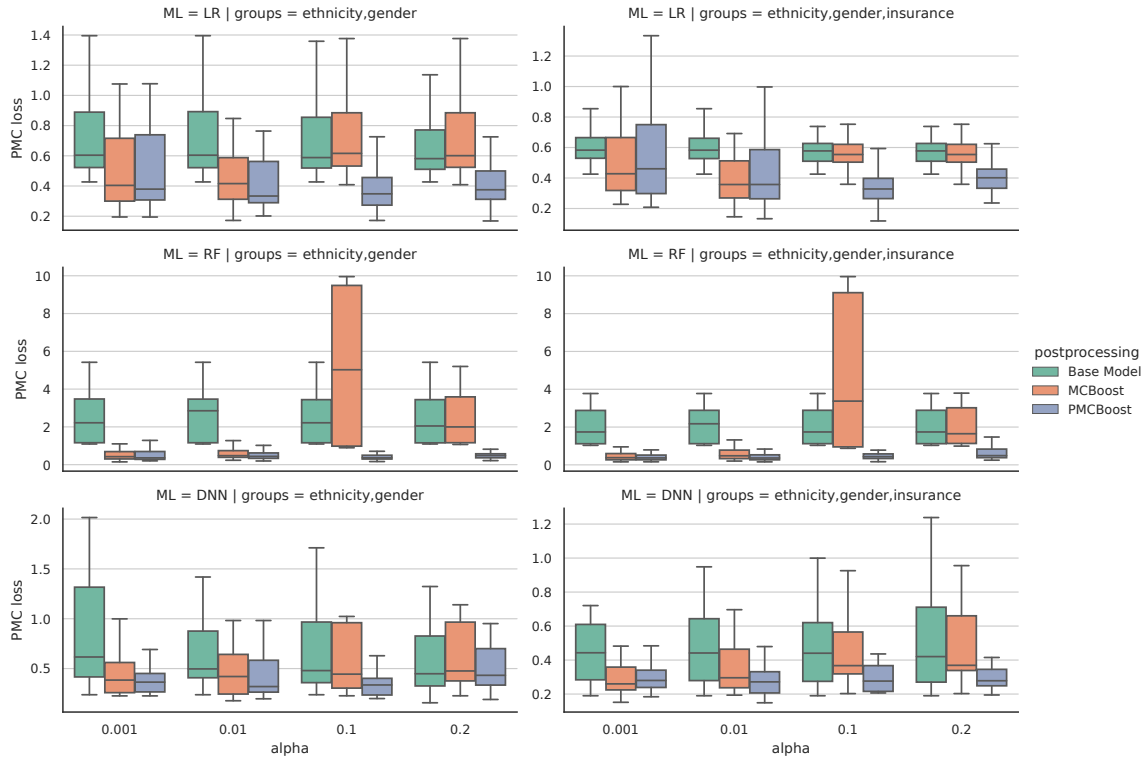 ML = LR | groups = ethnicity,gender
ML = LR | groups = ethnicity,gender,insurance
PMC loss
1.4
1.2
1.0
0.8
0.6
0.4
0.2
1.2
1.0
0.8
0.6
0.4
0.2
ML = RF | groups = ethnicity,gender
ML = RF | groups = ethnicity,gender,insurance
PMC loss
10
8
6
4
2
0
10
8
6
4
2
0
postprocessing
Base Model
MCBoost
PMCBoost
ML = DNN | groups = ethnicity,gender
ML = DNN | groups = ethnicity,gender,insurance
PMC loss
2.0
1.5
1.0
0.5
1.2
1.0
0.8
0.6
0.4
0.2
0.001
0.01
0.1
0.2
alpha
0.001
0.01
0.1
0.2
alpha